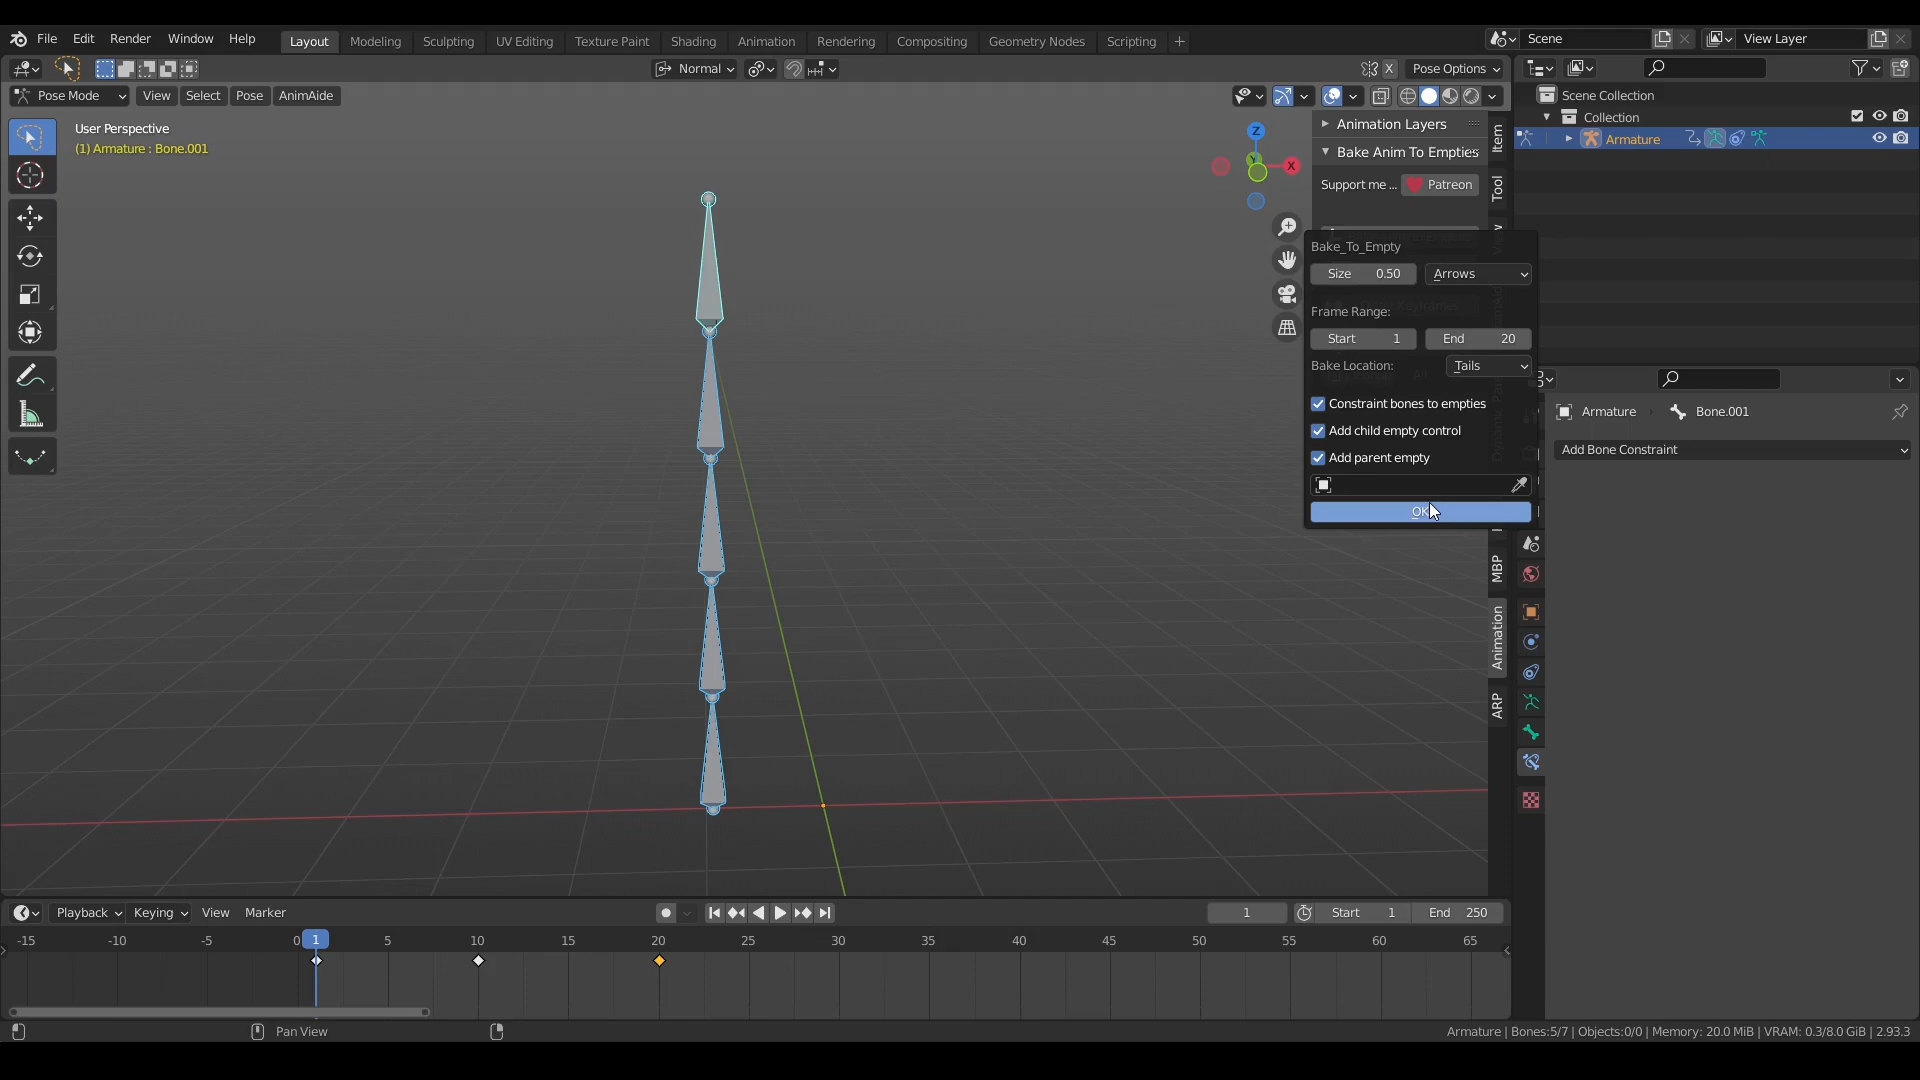 File Edit Render Window Help Layout Modeling Sculpting UV Editing Texture Paint Shading Animation Rendering Compositing Geometry Nodes Scripting Scene View Layer
Normal X Pose Options
Pose Mode View Select Pose AnimAide
User Perspective
(1) Armature : Bone.001
Z
X
Animation Layers
Bake Anim To Empties
Support me ... Patreon
Bake_To_Empty
Size 0.50 Arrows
Frame Range:
Start 1 End 20
Bake Location: Tails
Constraint bones to empties
Add child empty control
Add parent empty
OK
Item
Tool
MBP
Animation
ARP
Scene Collection
Collection
Armature
Armature Bone.001
Add Bone Constraint
Playback Keying View Marker 1 Start 1 End 250
-15 -10 -5 0 1 5 10 15 20 25 30 35 40 45 50 55 60 65
Pan View
Armature | Bones:5/7 | Objects:0/0 | Memory: 20.0 MiB | VRAM: 0.3/8.0 GiB | 2.93.3